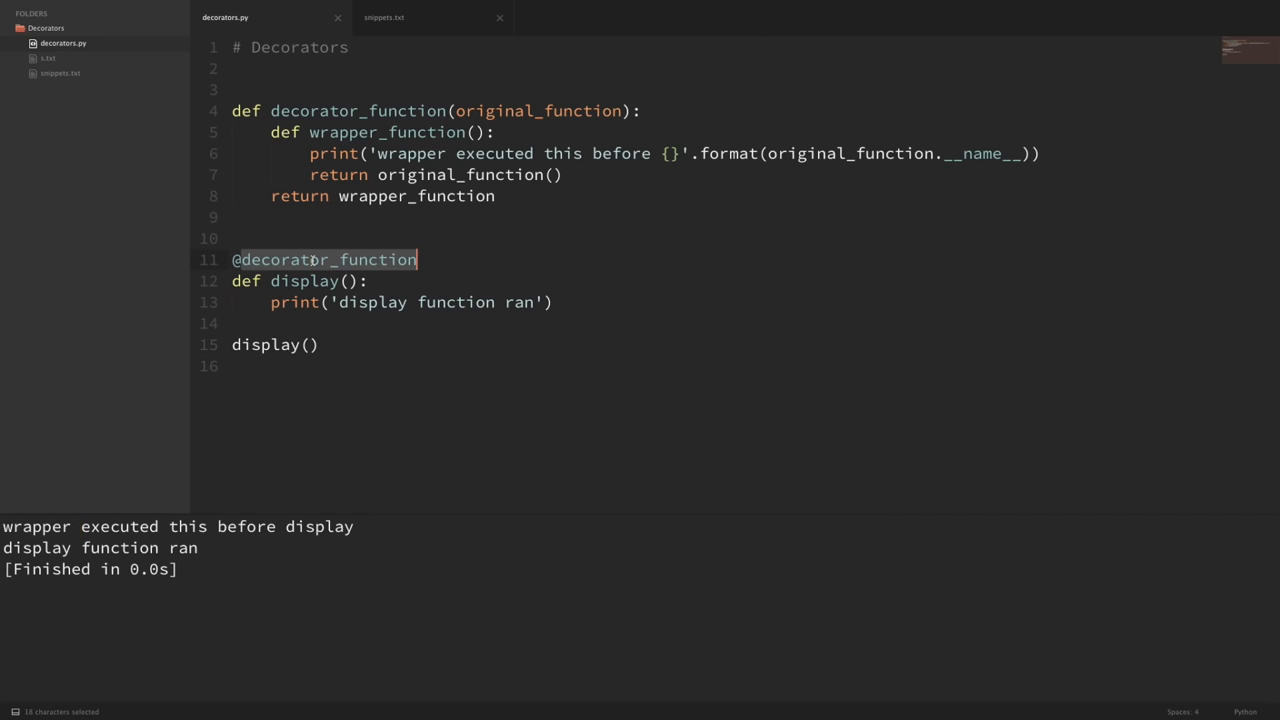 FOLDERS
Decorators
decorators.py
s.txt
snippets.txt
decorators.py
snippets.txt
1 # Decorators
2
3
4 def decorator_function(original_function):
5     def wrapper_function():
6         print('wrapper executed this before {}'.format(original_function.__name__))
7         return original_function()
8     return wrapper_function
9
10
11 @decorator_function
12 def display():
13     print('display function ran')
14
15 display()
16
wrapper executed this before display
display function ran
[Finished in 0.0s]
18 characters selected
Spaces: 4
Python